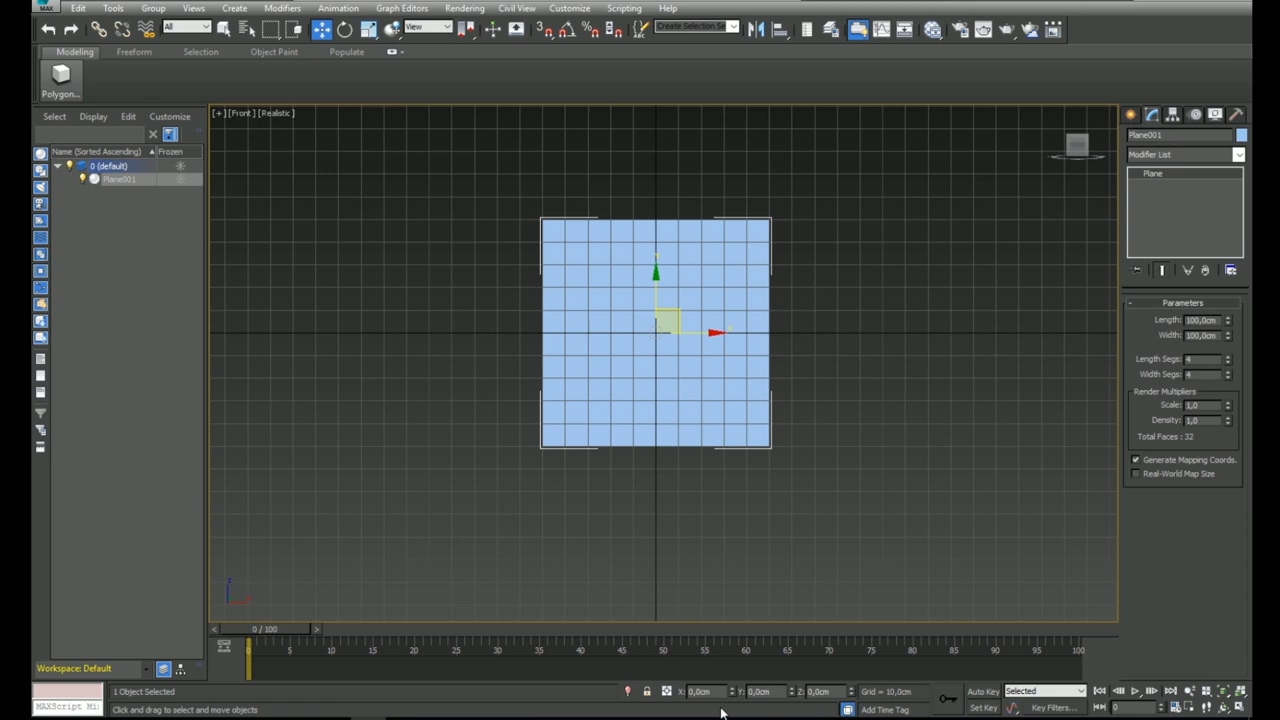 MAX
Edit Tools Group Views Create Modifiers Animation Graph Editors Rendering Civil View Customize Scripting Help
All View Create Selection Se
Modeling Freeform Selection Object Paint Populate
Polygon...
Select Display Edit Customize
Name (Sorted Ascending) Frozen
0 (default)
Plane001
[+] [Front] [Realistic]
Plane001
Modifier List
Plane
Parameters
Length: 100,0cm
Width: 100,0cm
Length Segs: 4
Width Segs: 4
Render Multipliers
Scale: 1,0
Density: 1,0
Total Faces : 32
Generate Mapping Coords.
Real-World Map Size
0 / 100
0 5 10 15 20 25 30 35 40 45 50 55 60 65 70 75 80 85 90 95 100
Workspace: Default
1 Object Selected X: 0,0cm Y: 0,0cm Z: 0,0cm Grid = 10,0cm Auto Key Selected
MAXScript Mi:
Click and drag to select and move objects Add Time Tag Set Key Key Filters... 0